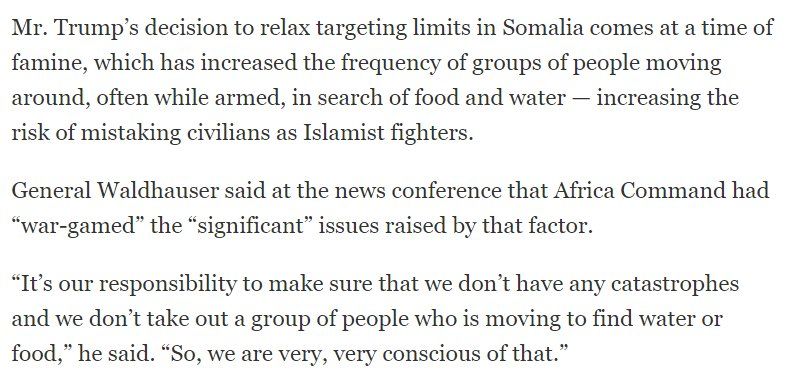 Mr. Trump’s decision to relax targeting limits in Somalia comes at a time of
famine, which has increased the frequency of groups of people moving
around, often while armed, in search of food and water — increasing the
risk of mistaking civilians as Islamist fighters.
General Waldhauser said at the news conference that Africa Command had
“war-gamed” the “significant” issues raised by that factor.
“It’s our responsibility to make sure that we don’t have any catastrophes
and we don’t take out a group of people who is moving to find water or
food,” he said. “So, we are very, very conscious of that.”